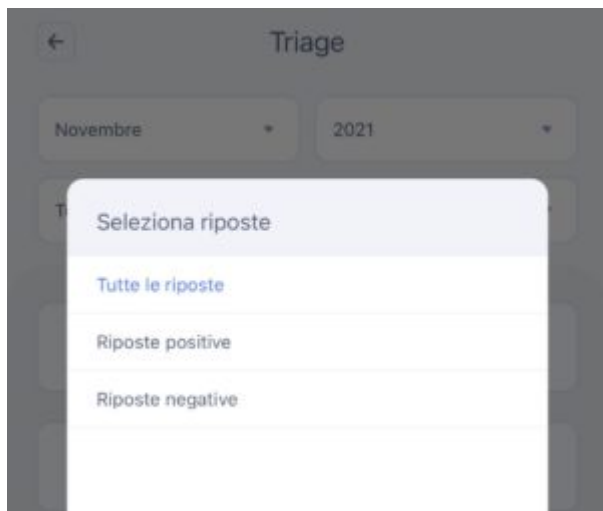 Triage
Novembre
2021
Seleziona riposte
Tutte le riposte
Riposte positive
Riposte negative